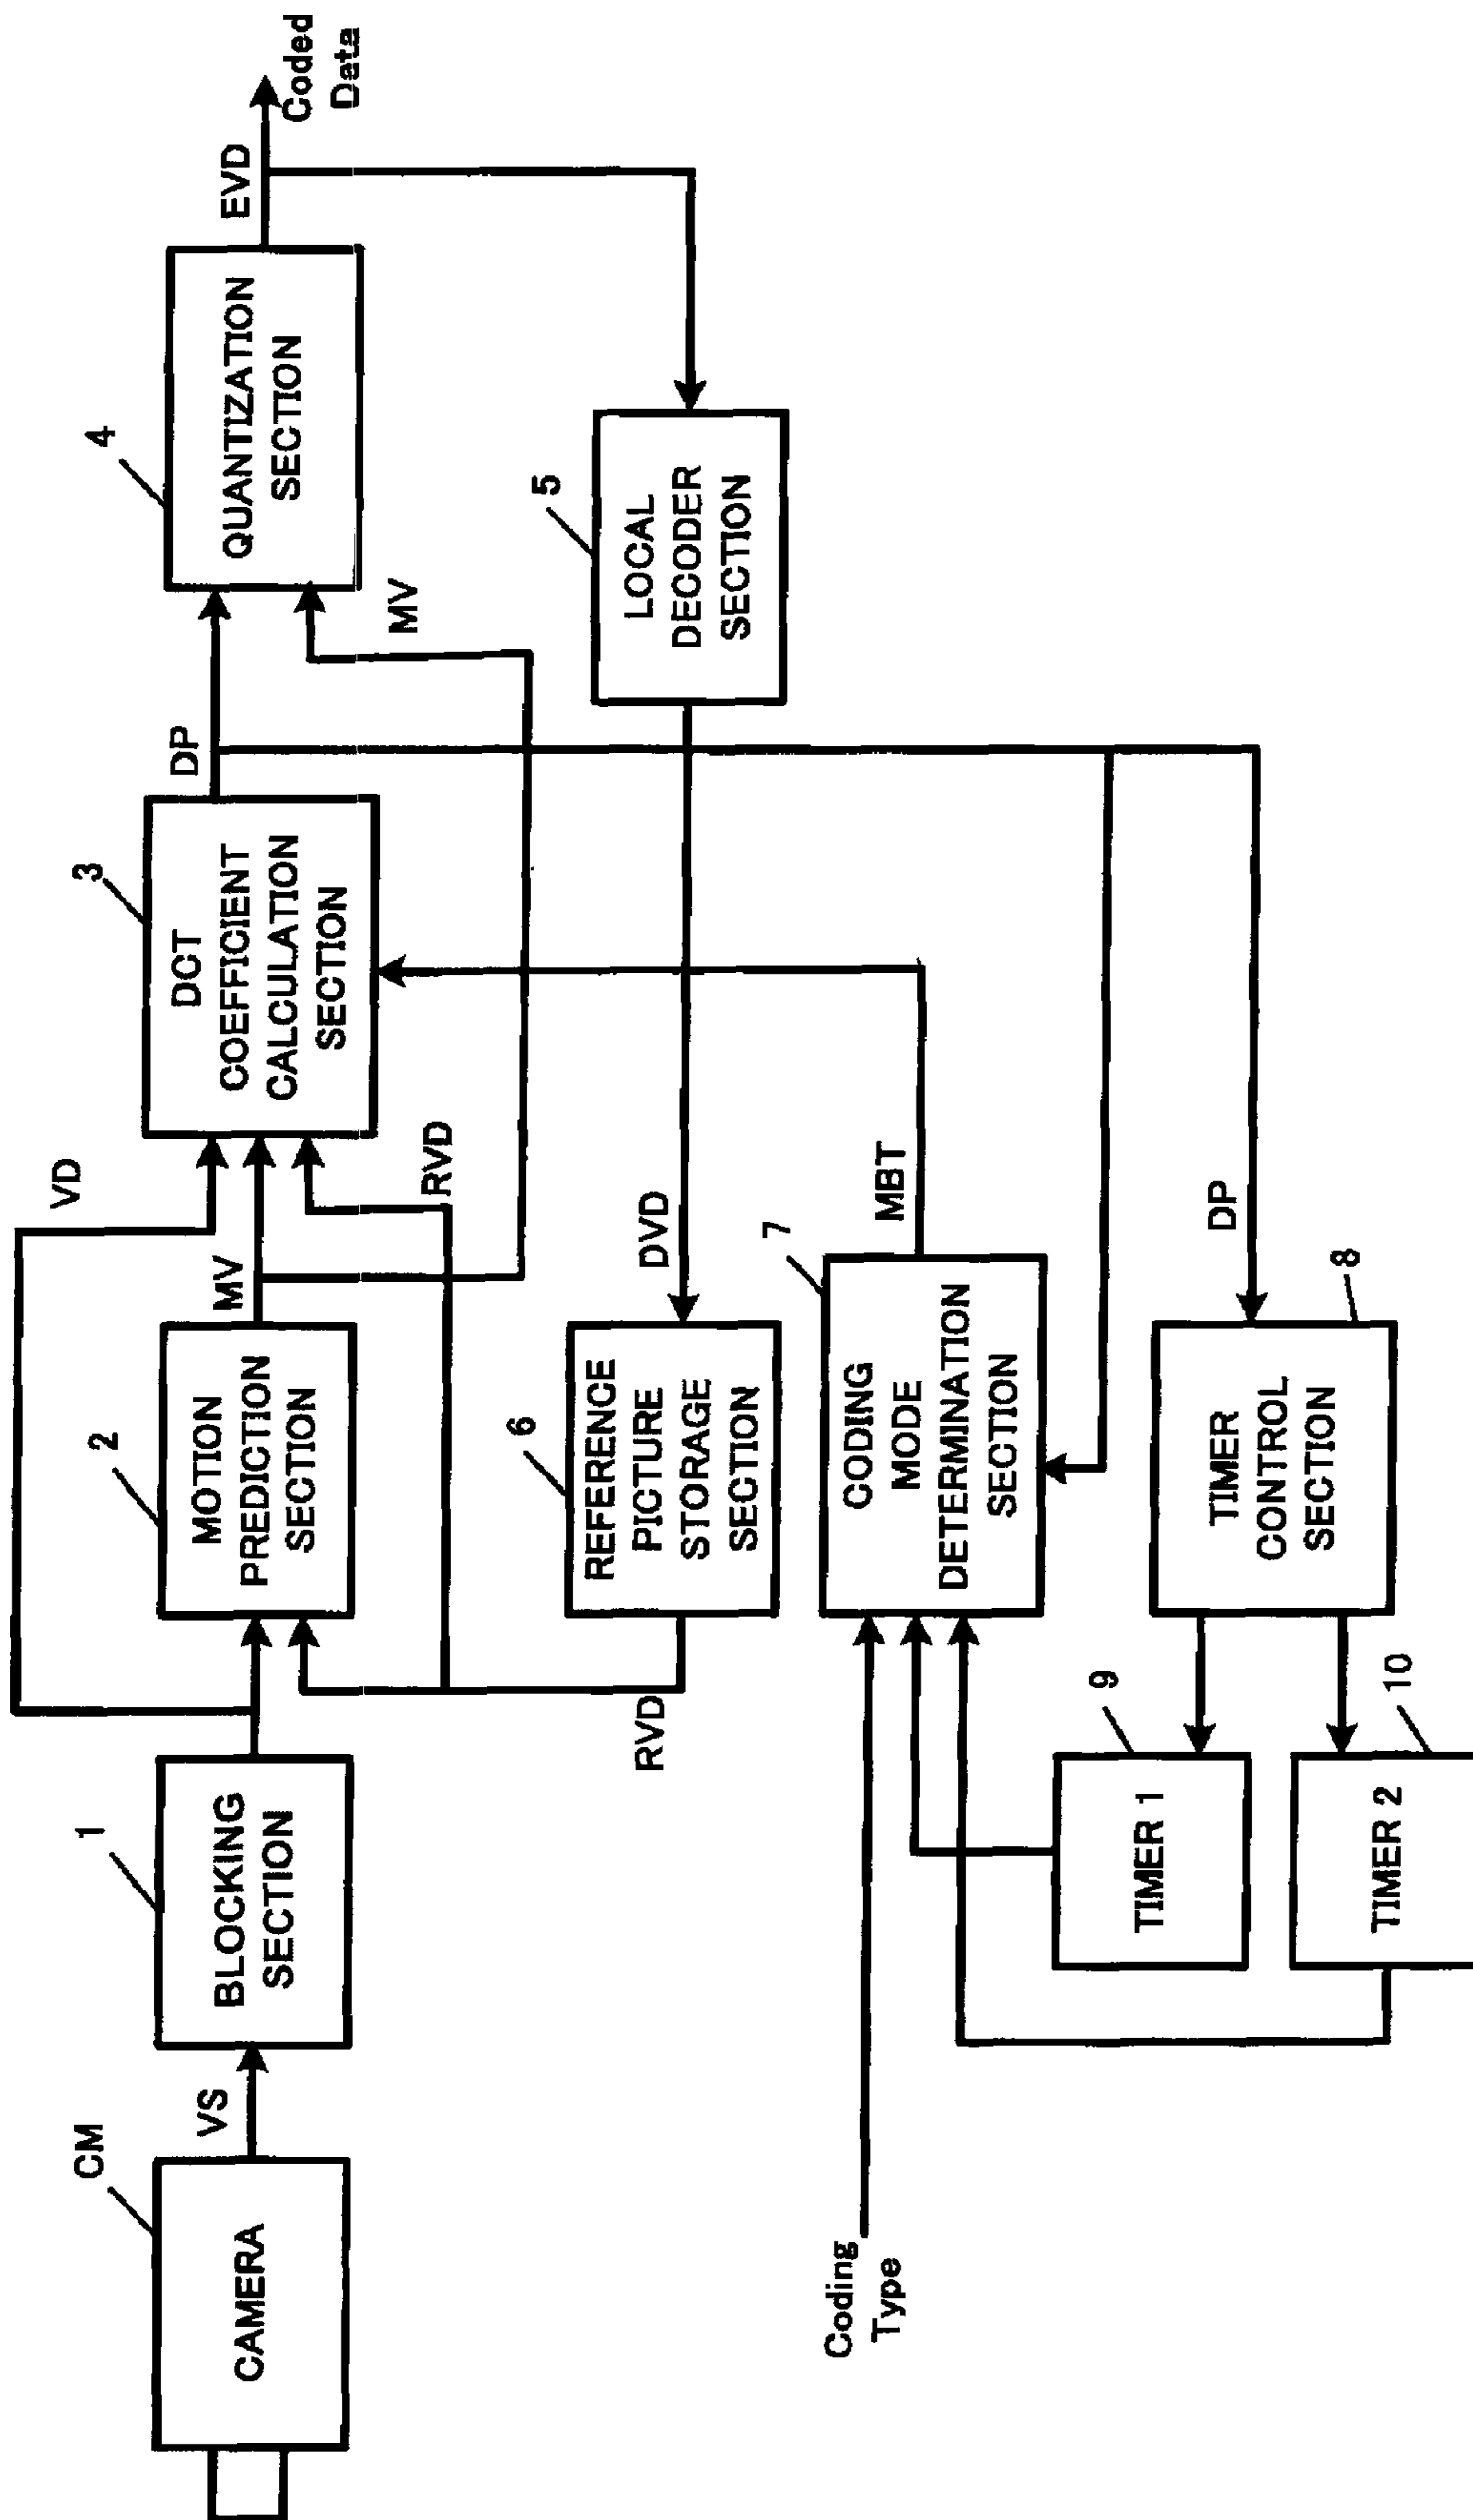 CM
CAMERA
VS
1
BLOCKING
SECTION
2
MOTION
PREDICTION
SECTION
MV
VD
3
DCT
COEFFICIENT
CALCULATION
SECTION
DP
4
QUANTIZATION
SECTION
EVD
Coded
Data
MV
RVD
RVD
6
REFERENCE
PICTURE
STORAGE
SECTION
DVD
5
LOCAL
DECODER
SECTION
Coding
Type
7
CODING
MODE
DETERMINATION
SECTION
MBT
9
TIMER 1
10
TIMER 2
8
TIMER
CONTROL
SECTION
DP